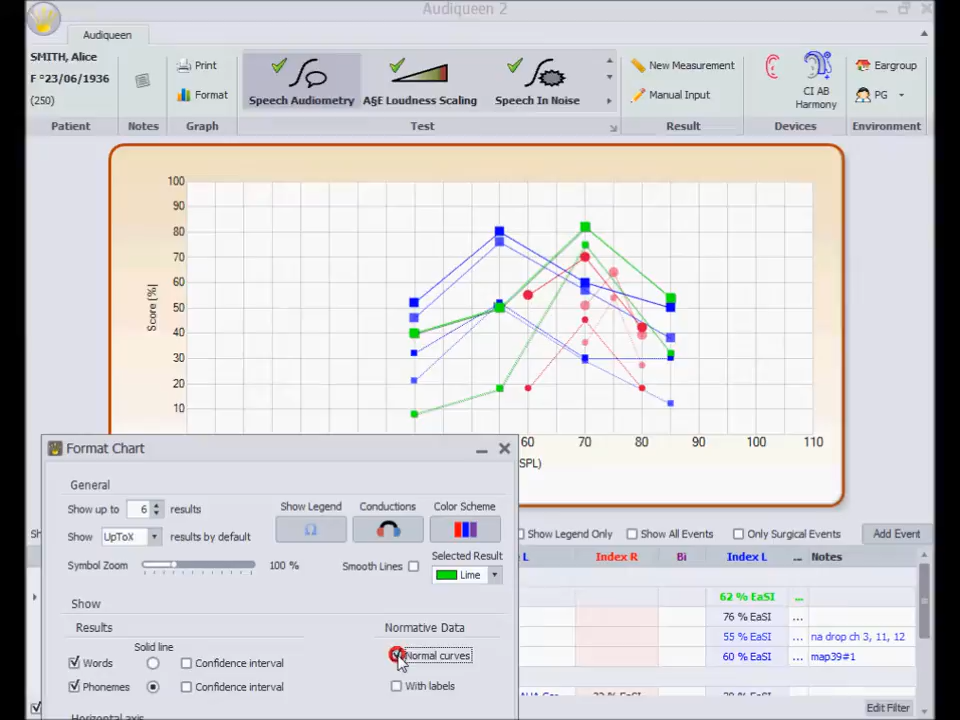 Audiqueen 2
Audiqueen
SMITH, Alice
F °23/06/1936
(250)
Patient
Notes
Print
Format
Graph
Speech Audiometry
A§E Loudness Scaling
Speech In Noise
Test
New Measurement
Manual Input
Result
CI AB
Harmony
Devices
Eargroup
PG
Environment
Score [%]
100
90
80
70
60
50
40
30
20
10
60 70 80 90 100 110
SPL)
Format Chart
General
Show up to 6 results
Show UpToX results by default
Symbol Zoom 100 %
Show Legend
Conductions
Color Scheme
Smooth Lines
Selected Result
Lime
Show
Results
Solid line
Words
Confidence interval
Phonemes
Confidence interval
Normative Data
Normal curves
With labels
Horizontal axis
Show Legend Only
Show All Events
Only Surgical Events
Add Event
L Index R Bi Index L ... Notes
62 % EaSI ...
76 % EaSI ...
55 % EaSI ... na drop ch 3, 11, 12
60 % EaSI ... map39#1
Edit Filter